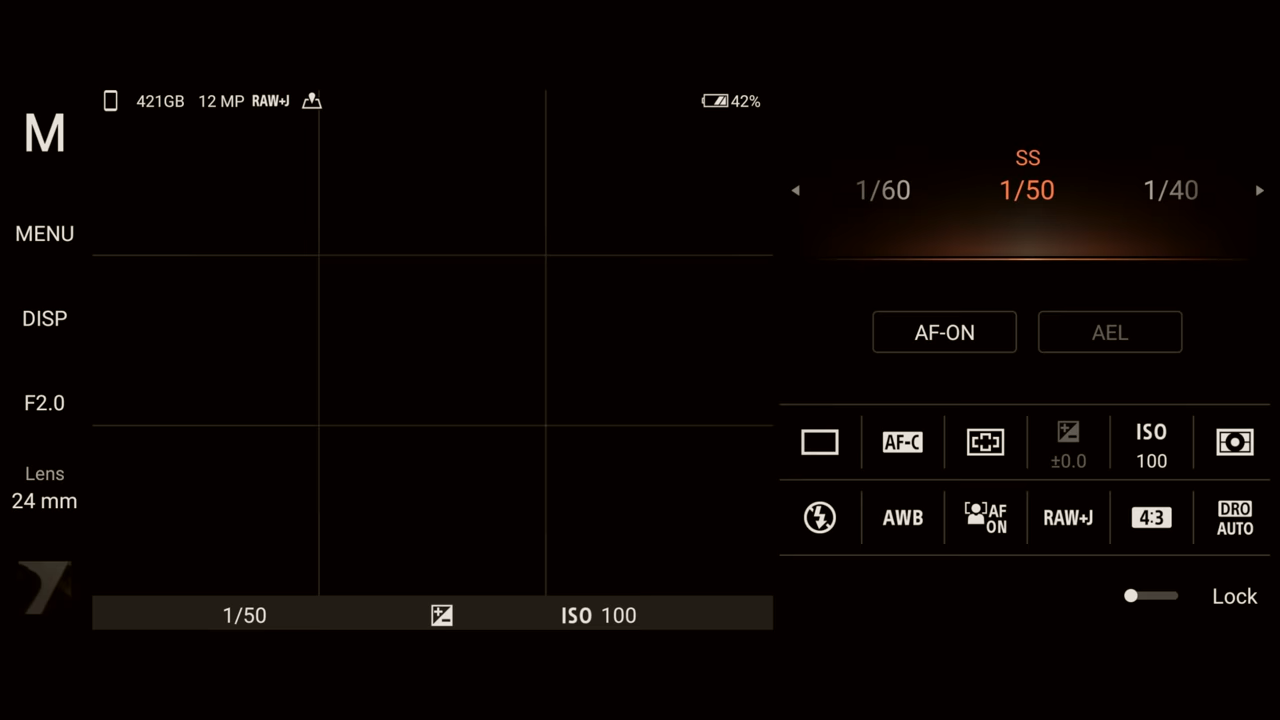 M
MENU
DISP
F2.0
Lens
24 mm
421GB 12 MP RAW+J
42%
1/50 ISO 100
SS
1/60 1/50 1/40
AF-ON AEL
AF-C ±0.0 ISO 100
AWB AF ON RAW+J 4:3 DRO AUTO
Lock